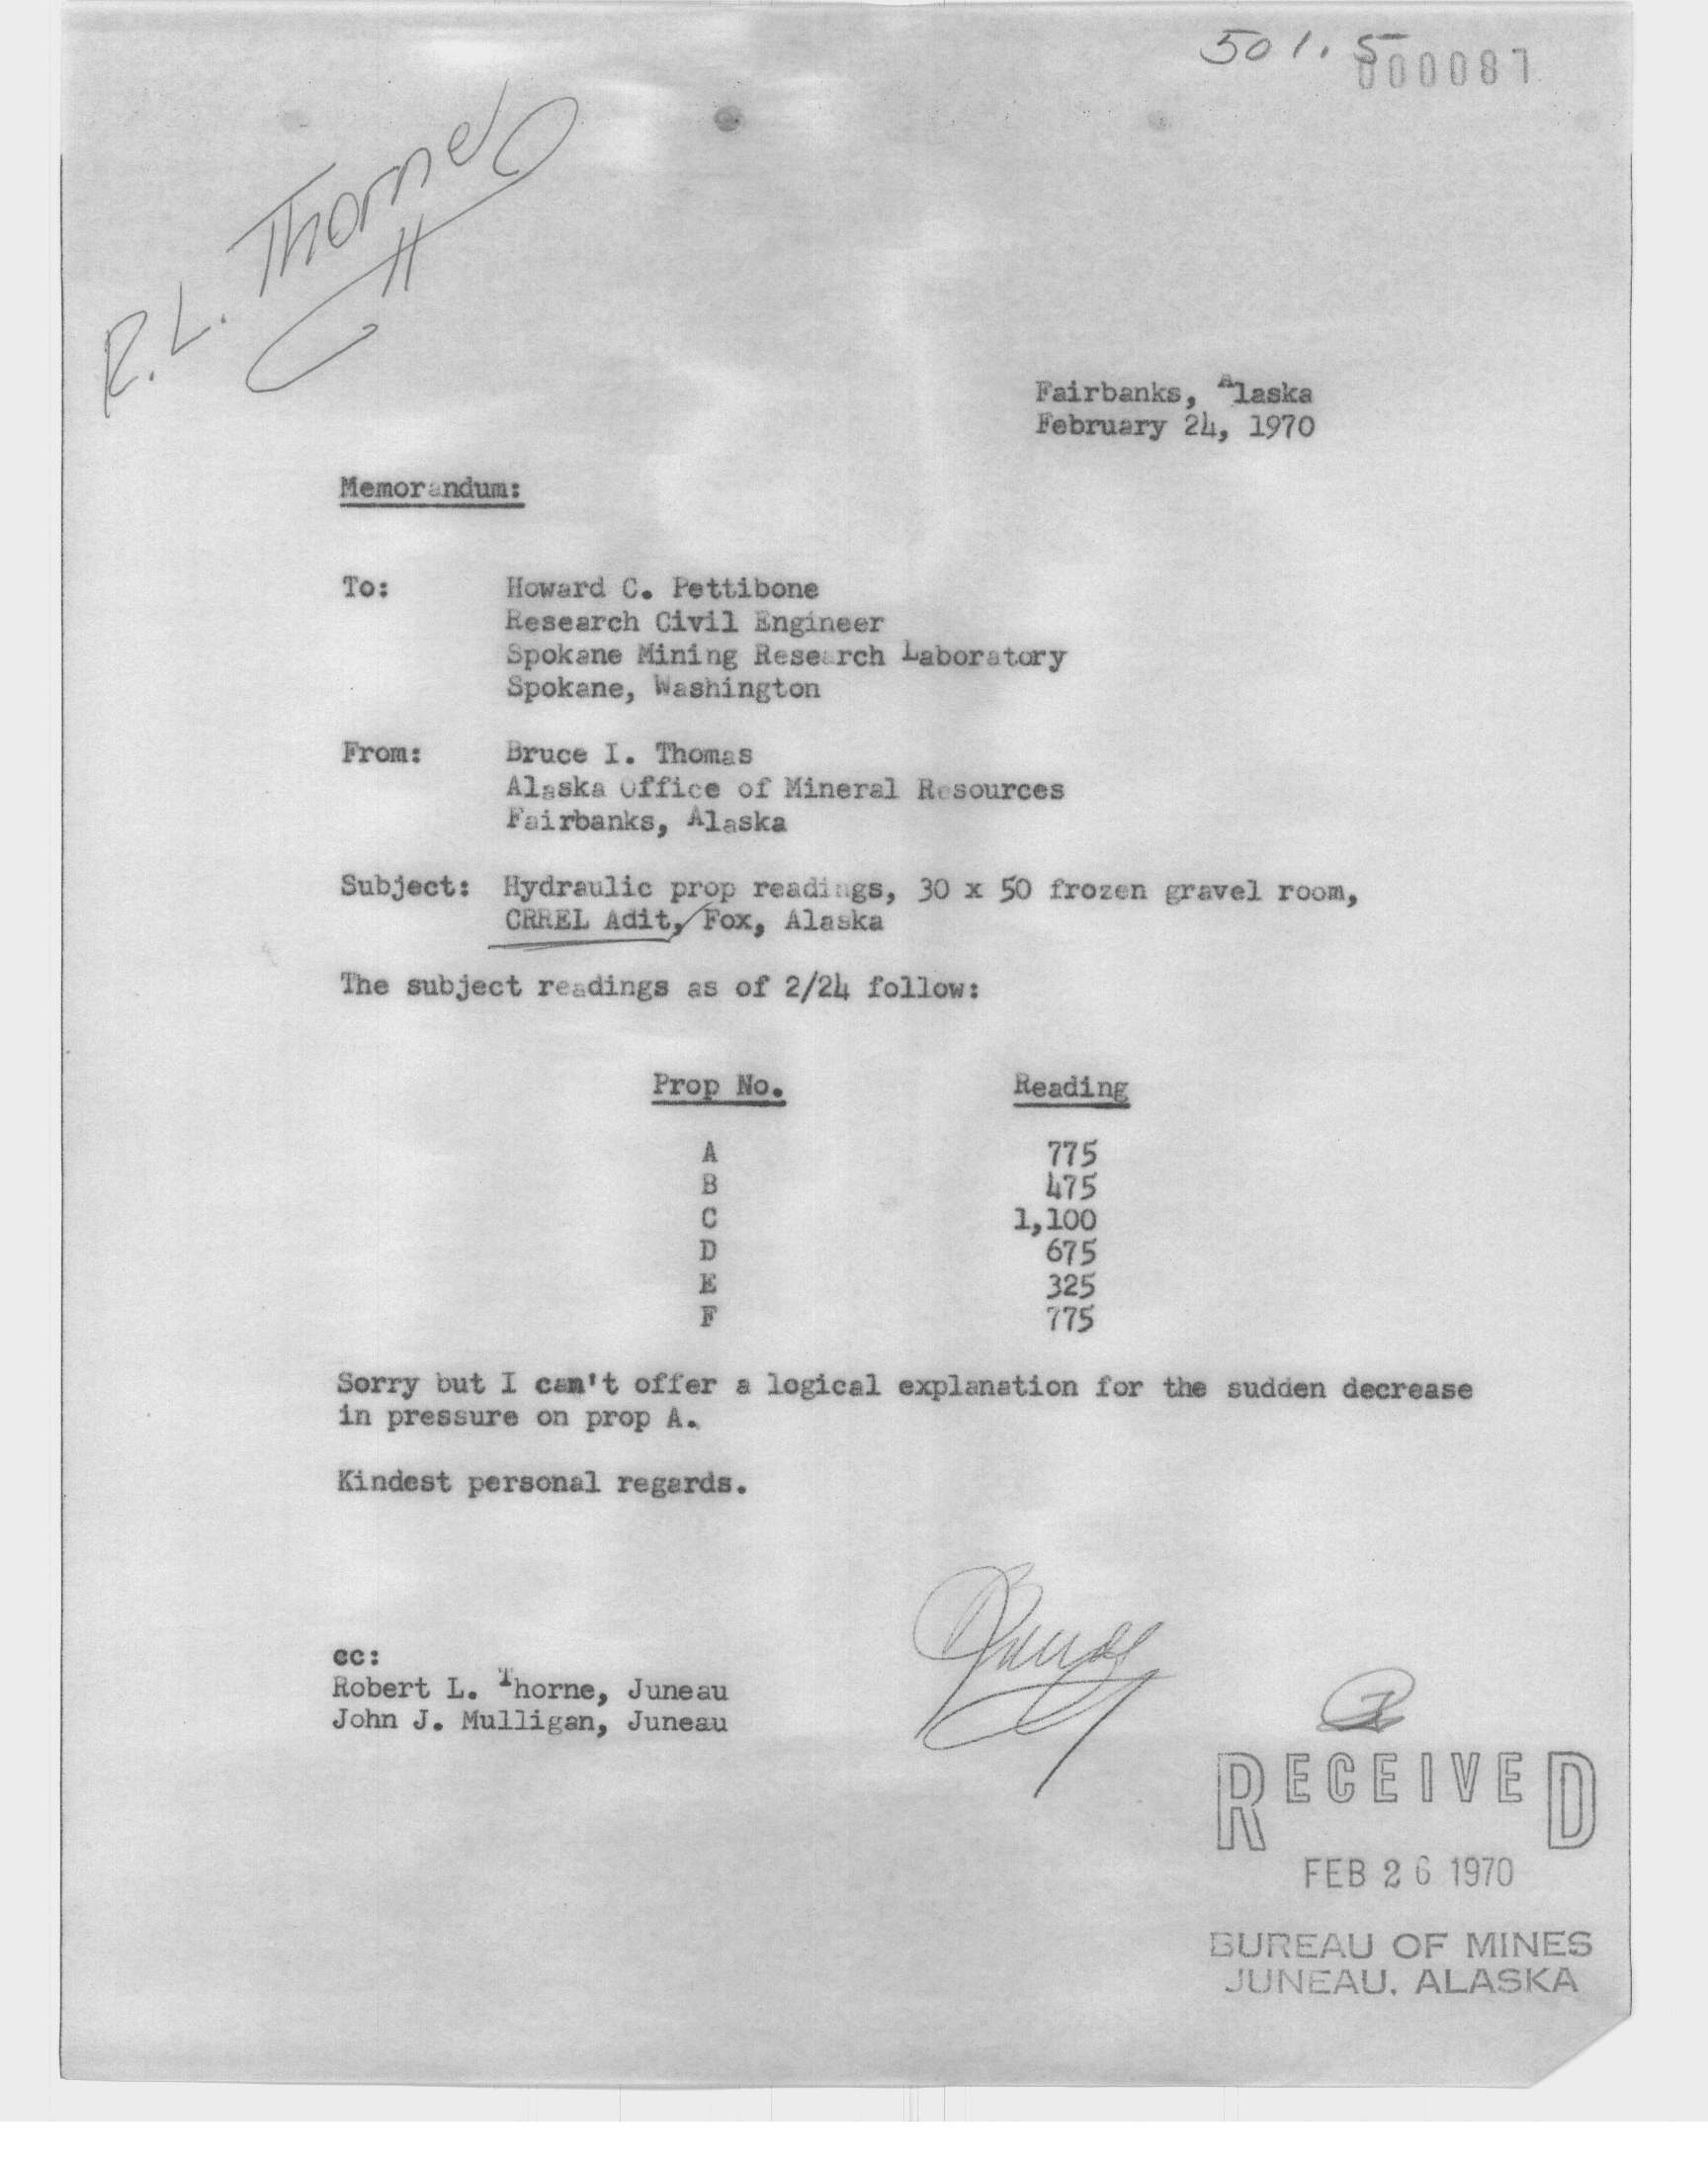 501.5
000087
R. L. Thorne
Fairbanks, Alaska
February 24, 1970
Memorandum:
To: Howard C. Pettibone
Research Civil Engineer
Spokane Mining Research Laboratory
Spokane, Washington
From: Bruce I. Thomas
Alaska Office of Mineral Resources
Fairbanks, Alaska
Subject: Hydraulic prop readings, 30 x 50 frozen gravel room,
CRREL Adit, Fox, Alaska
The subject readings as of 2/24 follow:
Prop No. Reading
A 775
B 475
C 1,100
D 675
E 325
F 775
Sorry but I can't offer a logical explanation for the sudden decrease
in pressure on prop A.
Kindest personal regards.
Bruce
cc:
Robert L. Thorne, Juneau
John J. Mulligan, Juneau
RECEIVED
FEB 26 1970
BUREAU OF MINES
JUNEAU, ALASKA